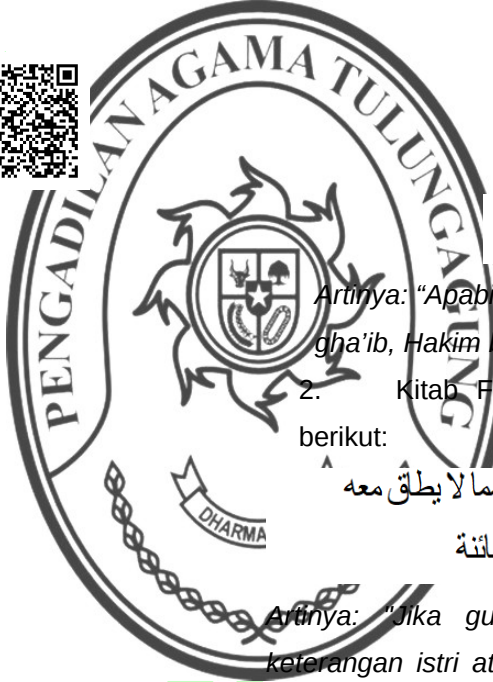 PENGADILAN AGAMA TULUNGAGUNG
Artinya: “Apabi
gha’ib, Hakim
2. Kitab F
berikut:
ما لا يطاق معه
ائنة
DHARMA
Artinya: "Jika gu
keterangan istri at